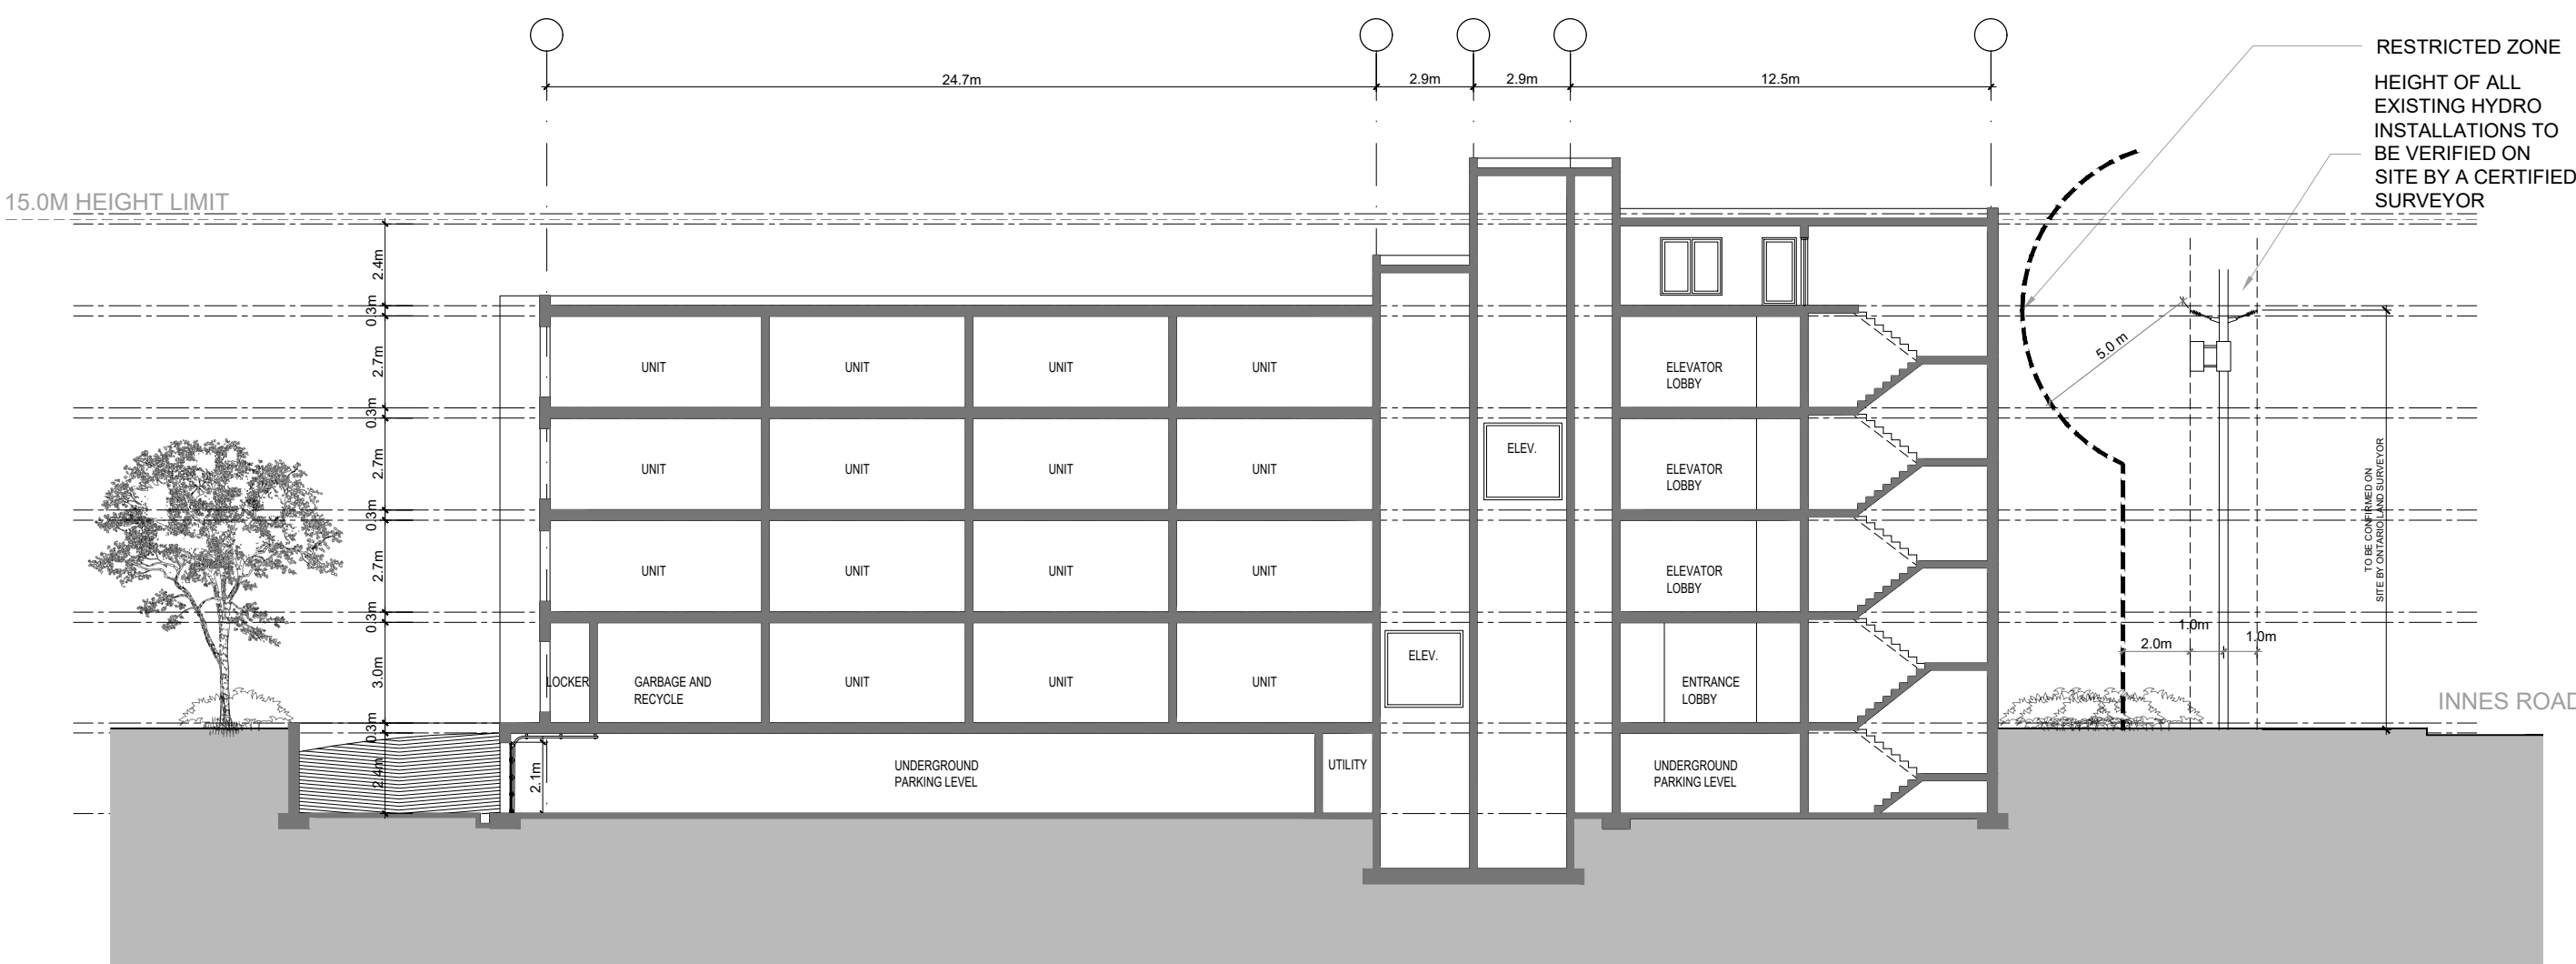 24.7m
2.9m
2.9m
12.5m
RESTRICTED ZONE
HEIGHT OF ALL
EXISTING HYDRO
INSTALLATIONS TO
BE VERIFIED ON
SITE BY A CERTIFIED
SURVEYOR
15.0M HEIGHT LIMIT
2.4m
0.3m
2.7m
0.3m
2.7m
0.3m
2.7m
0.3m
3.0m
0.3m
2.4m
2.1m
UNIT
UNIT
UNIT
UNIT
ELEVATOR
LOBBY
5.0 m
UNIT
UNIT
UNIT
UNIT
ELEV.
ELEVATOR
LOBBY
UNIT
UNIT
UNIT
UNIT
ELEVATOR
LOBBY
TO BE CONFIRMED ON
SITE BY ONTARIO LAND SURVEYOR
LOCKER
GARBAGE AND
RECYCLE
UNIT
UNIT
UNIT
ELEV.
ENTRANCE
LOBBY
2.0m
1.0m
1.0m
INNES ROAD
UNDERGROUND
PARKING LEVEL
UTILITY
UNDERGROUND
PARKING LEVEL